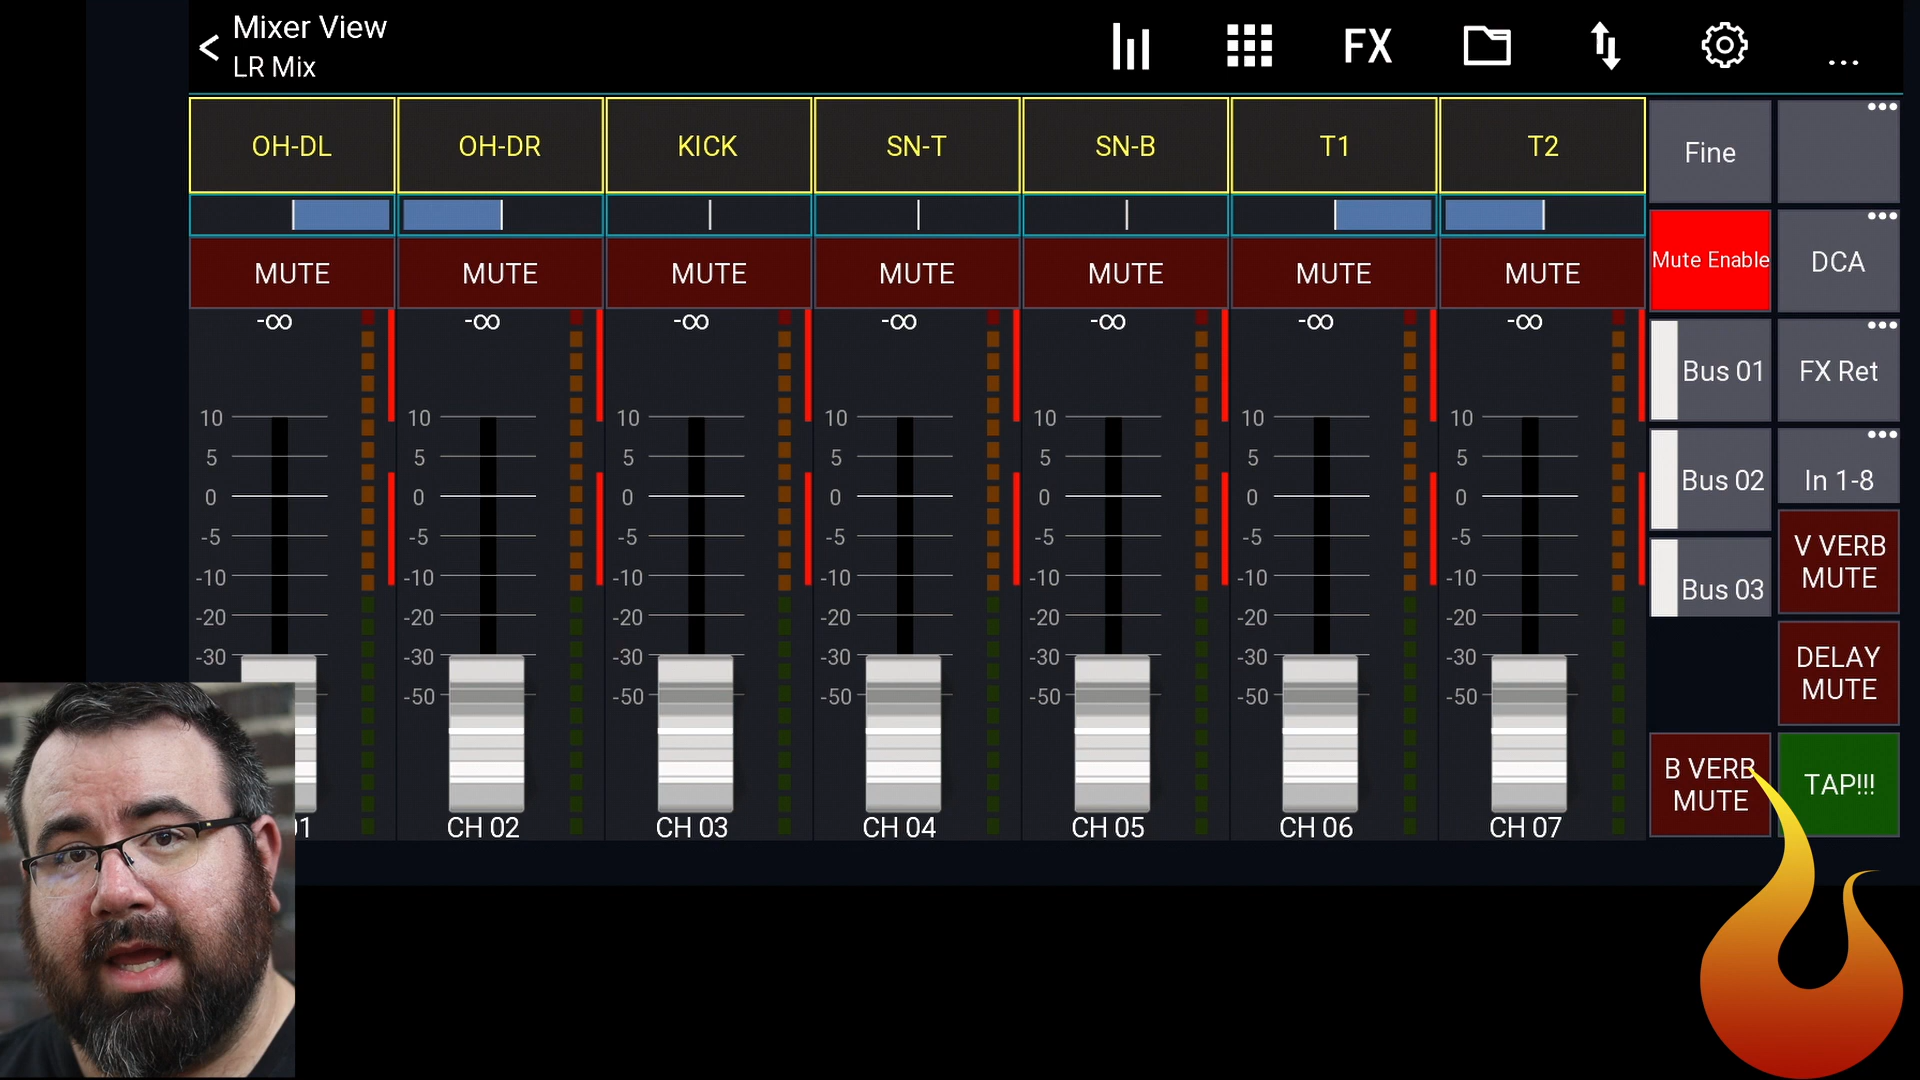 Mixer View
LR Mix
FX
...
OH-DL
OH-DR
KICK
SN-T
SN-B
T1
T2
Fine
MUTE
MUTE
MUTE
MUTE
MUTE
MUTE
MUTE
Mute Enable
DCA
-∞
-∞
-∞
-∞
-∞
-∞
-∞
Bus 01
FX Ret
10
5
0
-5
-10
-20
-30
10
5
0
-5
-10
-20
-30
-50
10
5
0
-5
-10
-20
-30
-50
10
5
0
-5
-10
-20
-30
-50
10
5
0
-5
-10
-20
-30
-50
10
5
0
-5
-10
-20
-30
-50
10
5
0
-5
-10
-20
-30
-50
Bus 02
In 1-8
Bus 03
V VERB
MUTE
DELAY
MUTE
B VERB
MUTE
TAP!!!
01
CH 02
CH 03
CH 04
CH 05
CH 06
CH 07